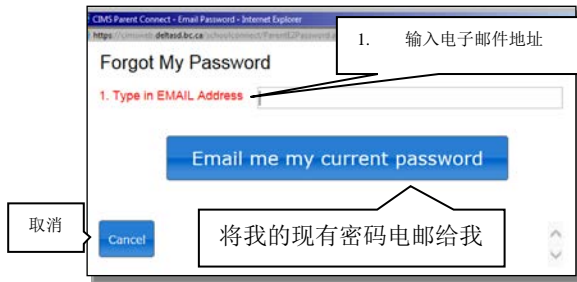 CIMS Parent Connect - Email Password - Internet Explorer
https://cimsweb.deltasd.bc.ca/schoolconnect/ParentEZPassword.a
1. 输入电子邮件地址
Forgot My Password
1. Type in EMAIL Address
Email me my current password
取消
Cancel
将我的现有密码电邮给我